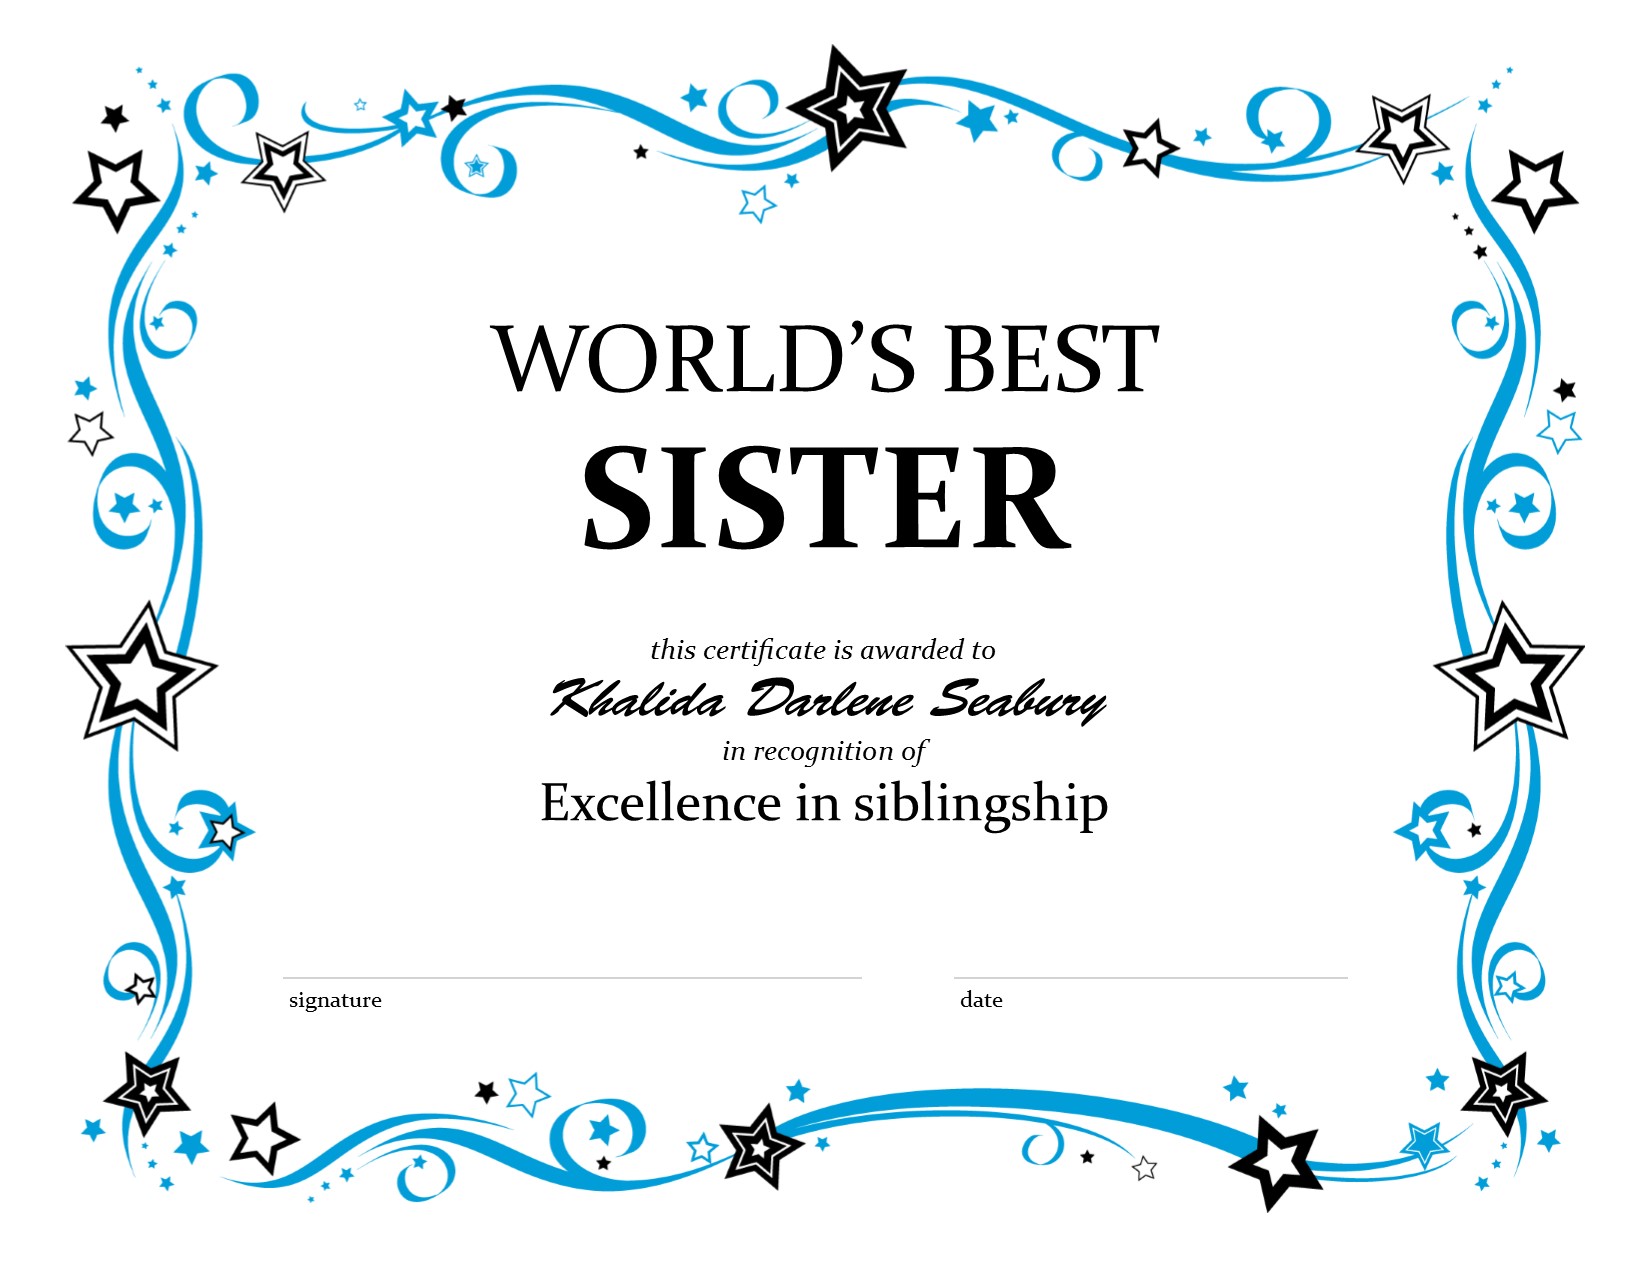 WORLD’S BEST
SISTER
this certificate is awarded to
Khalida Darlene Seabury
in recognition of
Excellence in siblingship
signature
date